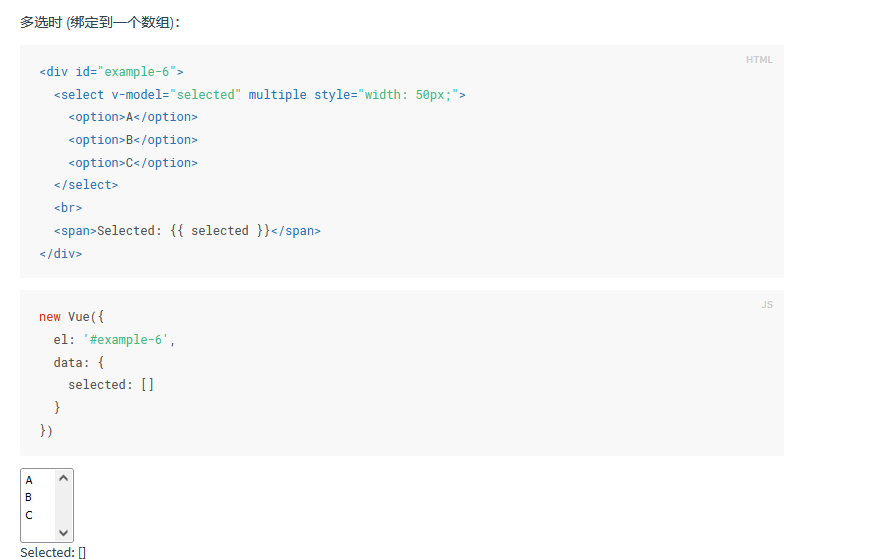 多选时 (绑定到一个数组)：
HTML
<div id="example-6">
  <select v-model="selected" multiple style="width: 50px;">
    <option>A</option>
    <option>B</option>
    <option>C</option>
  </select>
  <br>
  <span>Selected: {{ selected }}</span>
</div>
JS
new Vue({
  el: '#example-6',
  data: {
    selected: []
  }
})
A
B
C
Selected: []